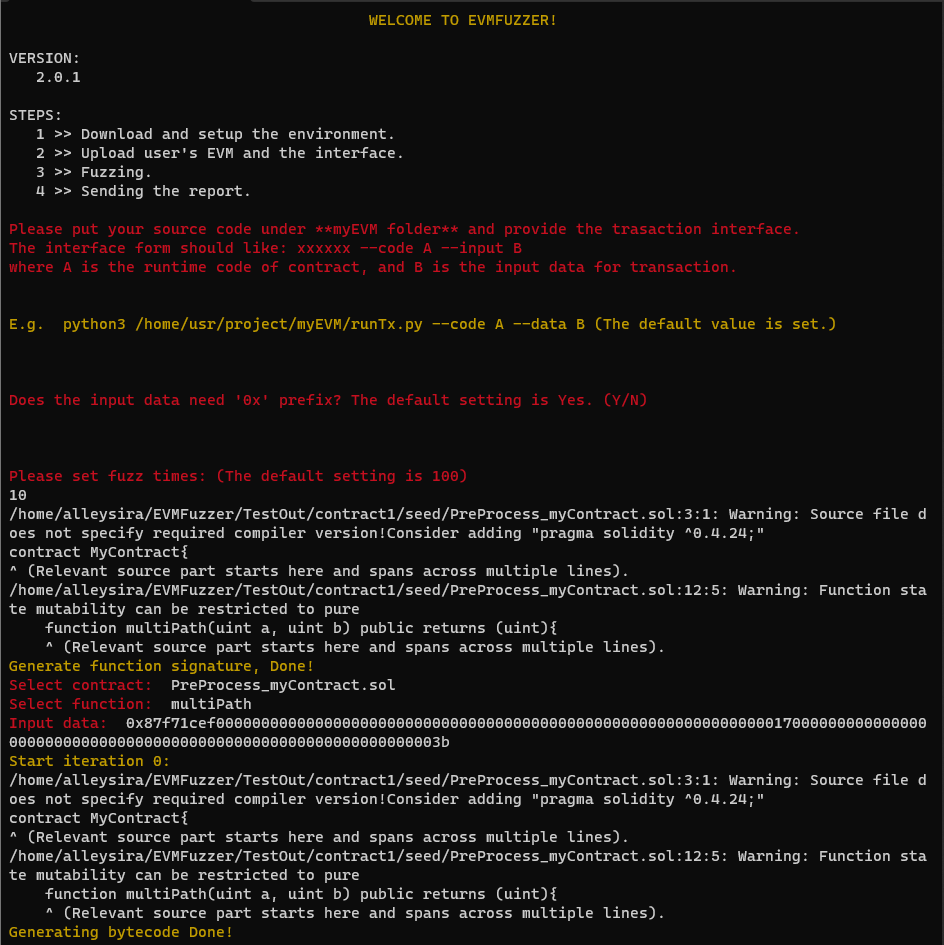 WELCOME TO EVMFUZZER!
VERSION:
2.0.1
STEPS:
1 >> Download and setup the environment.
2 >> Upload user's EVM and the interface.
3 >> Fuzzing.
4 >> Sending the report.
Please put your source code under **myEVM folder** and provide the trasaction interface.
The interface form should like: xxxxxx --code A --input B
where A is the runtime code of contract, and B is the input data for transaction.
E.g.  python3 /home/usr/project/myEVM/runTx.py --code A --data B (The default value is set.)
Does the input data need '0x' prefix? The default setting is Yes. (Y/N)
Please set fuzz times: (The default setting is 100)
10
/home/alleysira/EVMFuzzer/TestOut/contract1/seed/PreProcess_myContract.sol:3:1: Warning: Source file d
oes not specify required compiler version!Consider adding "pragma solidity ^0.4.24;"
contract MyContract{
^ (Relevant source part starts here and spans across multiple lines).
/home/alleysira/EVMFuzzer/TestOut/contract1/seed/PreProcess_myContract.sol:12:5: Warning: Function sta
te mutability can be restricted to pure
function multiPath(uint a, uint b) public returns (uint){
^ (Relevant source part starts here and spans across multiple lines).
Generate function signature, Done!
Select contract:  PreProcess_myContract.sol
Select function:  multiPath
Input data:  0x87f71cef0000000000000000000000000000000000000000000000000000000000000017000000000000000
000000000000000000000000000000000000000000000003b
Start iteration 0:
/home/alleysira/EVMFuzzer/TestOut/contract1/seed/PreProcess_myContract.sol:3:1: Warning: Source file d
oes not specify required compiler version!Consider adding "pragma solidity ^0.4.24;"
contract MyContract{
^ (Relevant source part starts here and spans across multiple lines).
/home/alleysira/EVMFuzzer/TestOut/contract1/seed/PreProcess_myContract.sol:12:5: Warning: Function sta
te mutability can be restricted to pure
function multiPath(uint a, uint b) public returns (uint){
^ (Relevant source part starts here and spans across multiple lines).
Generating bytecode Done!